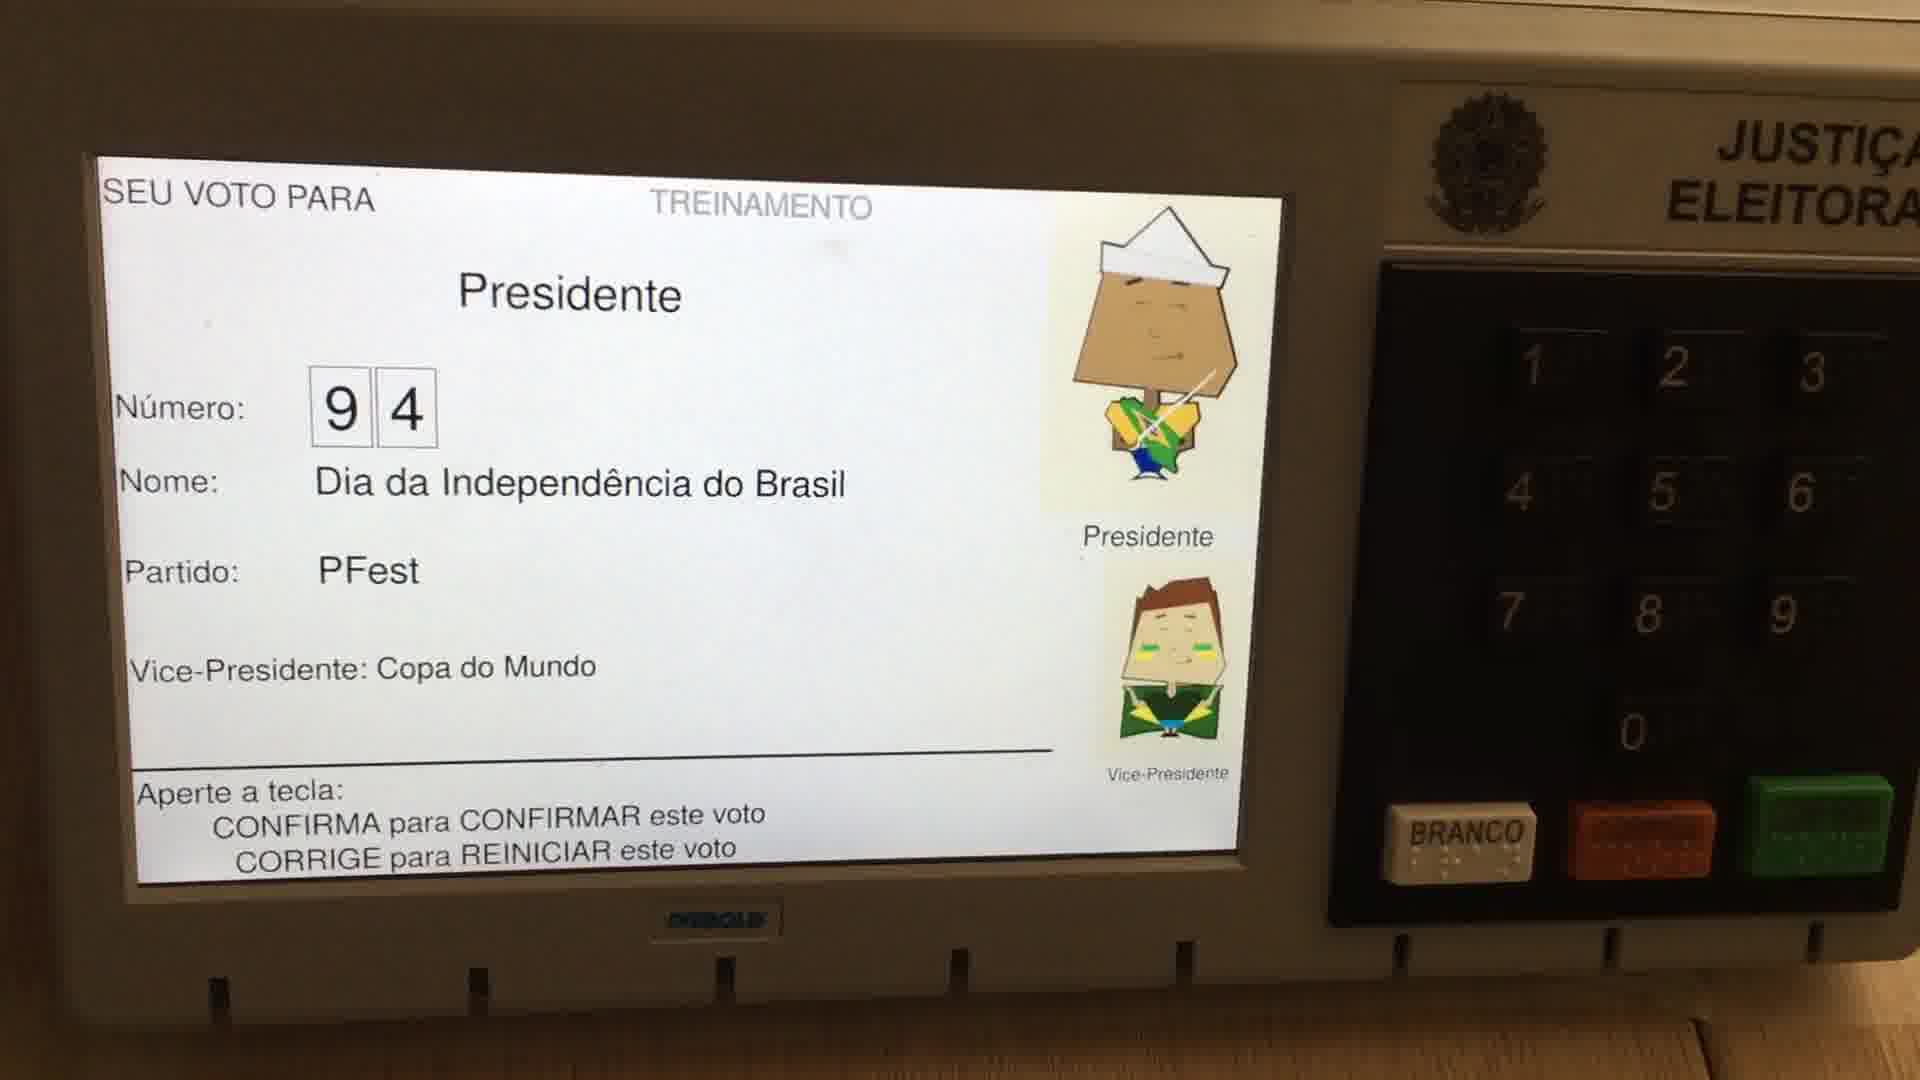 SEU VOTO PARA
TREINAMENTO
Presidente
Número: 9 4
Nome: Dia da Independência do Brasil
Partido: PFest
Vice-Presidente: Copa do Mundo
Aperte a tecla:
CONFIRMA para CONFIRMAR este voto
CORRIGE para REINICIAR este voto
Presidente
Vice-Presidente
DIEBOLD
JUSTIÇA
ELEITORA
1 2 3
4 5 6
7 8 9
0
BRANCO